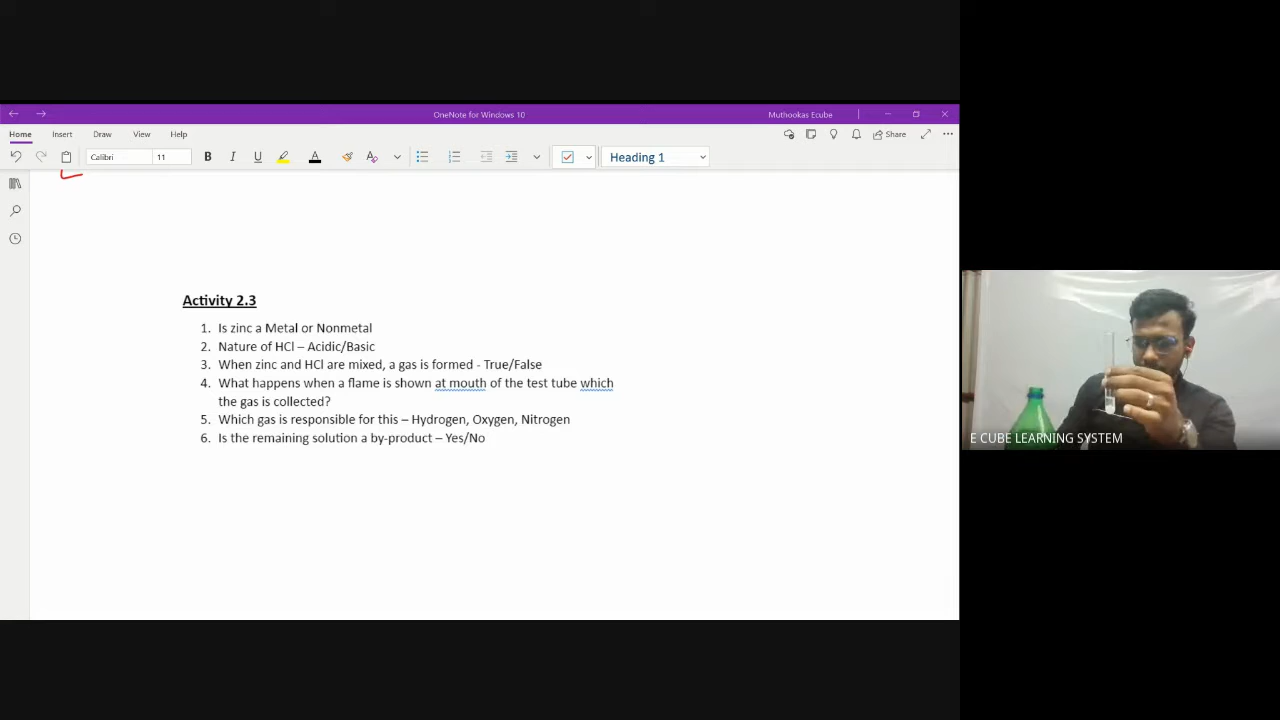 OneNote for Windows 10
Muthookas Ecube
Home Insert Draw View Help
Share
Calibri 11 B I U A Heading 1
Activity 2.3
1. Is zinc a Metal or Nonmetal
2. Nature of HCl – Acidic/Basic
3. When zinc and HCl are mixed, a gas is formed - True/False
4. What happens when a flame is shown at mouth of the test tube which
the gas is collected?
5. Which gas is responsible for this – Hydrogen, Oxygen, Nitrogen
6. Is the remaining solution a by-product – Yes/No
E CUBE LEARNING SYSTEM